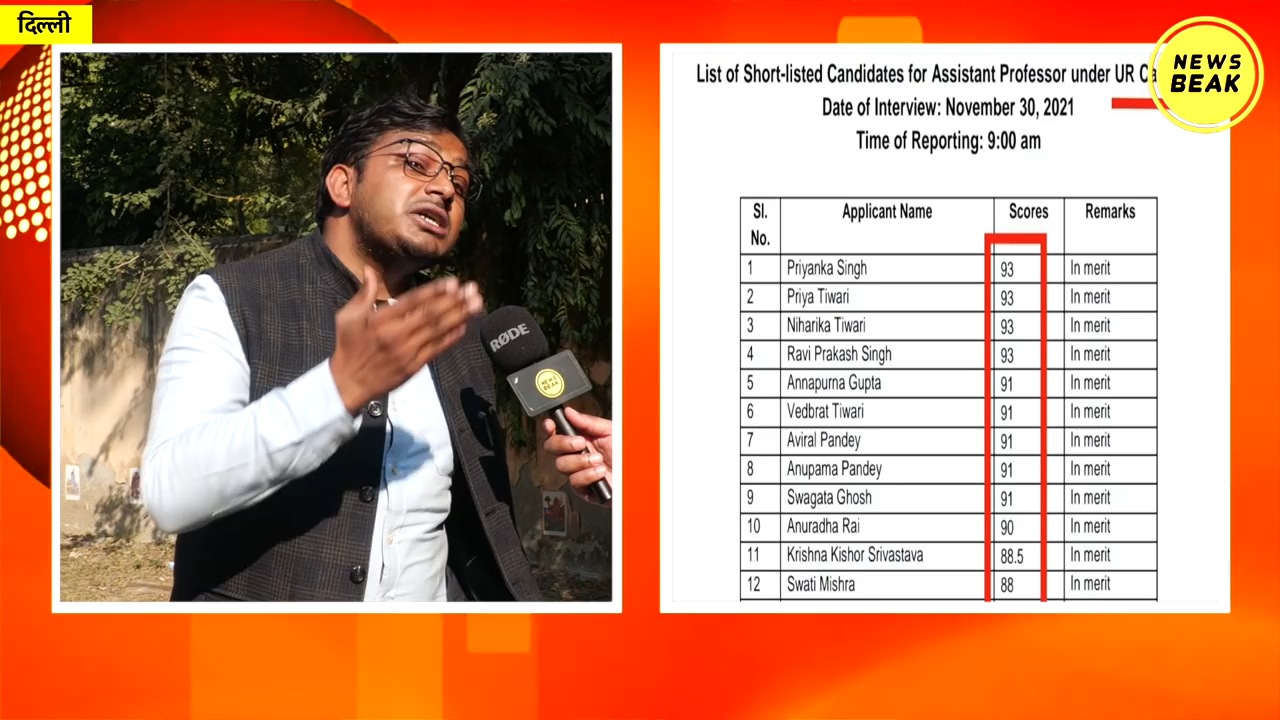 दिल्ली
NEWS
BEAK
RØDE
NEWS
BEAK
List of Short-listed Candidates for Assistant Professor under UR
Date of Interview: November 30, 2021
Time of Reporting: 9:00 am
Sl. No. Applicant Name Scores Remarks
1 Priyanka Singh 93 In merit
2 Priya Tiwari 93 In merit
3 Niharika Tiwari 93 In merit
4 Ravi Prakash Singh 93 In merit
5 Annapurna Gupta 91 In merit
6 Vedbrat Tiwari 91 In merit
7 Aviral Pandey 91 In merit
8 Anupama Pandey 91 In merit
9 Swagata Ghosh 91 In merit
10 Anuradha Rai 90 In merit
11 Krishna Kishor Srivastava 88.5 In merit
12 Swati Mishra 88 In merit